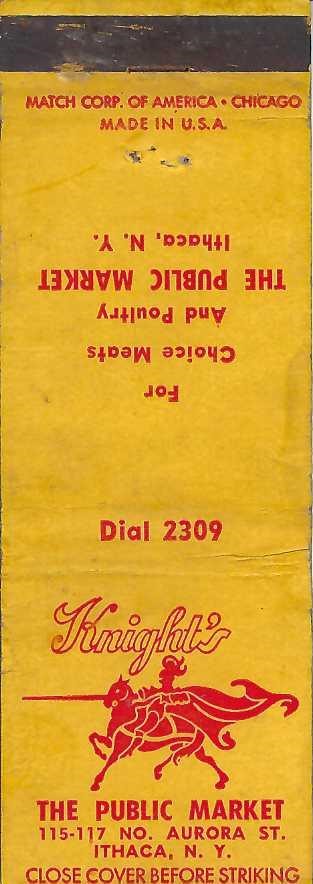 MATCH CORP. OF AMERICA • CHICAGO
MADE IN U.S.A.
For
Choice Meats
And Poultry
THE PUBLIC MARKET
Ithaca, N. Y.
Dial 2309
Knight's
THE PUBLIC MARKET
115-117 NO. AURORA ST.
ITHACA, N. Y.
CLOSE COVER BEFORE STRIKING